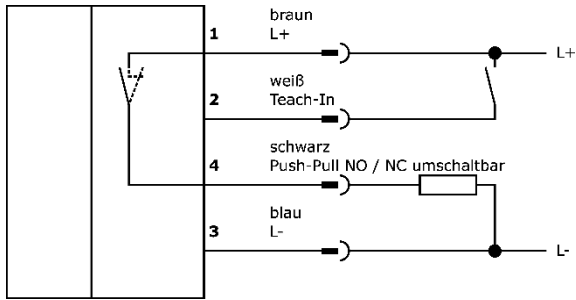 braun
1 L+ L+
weiß
2 Teach-In
schwarz
4 Push-Pull NO / NC umschaltbar
blau
3 L- L-